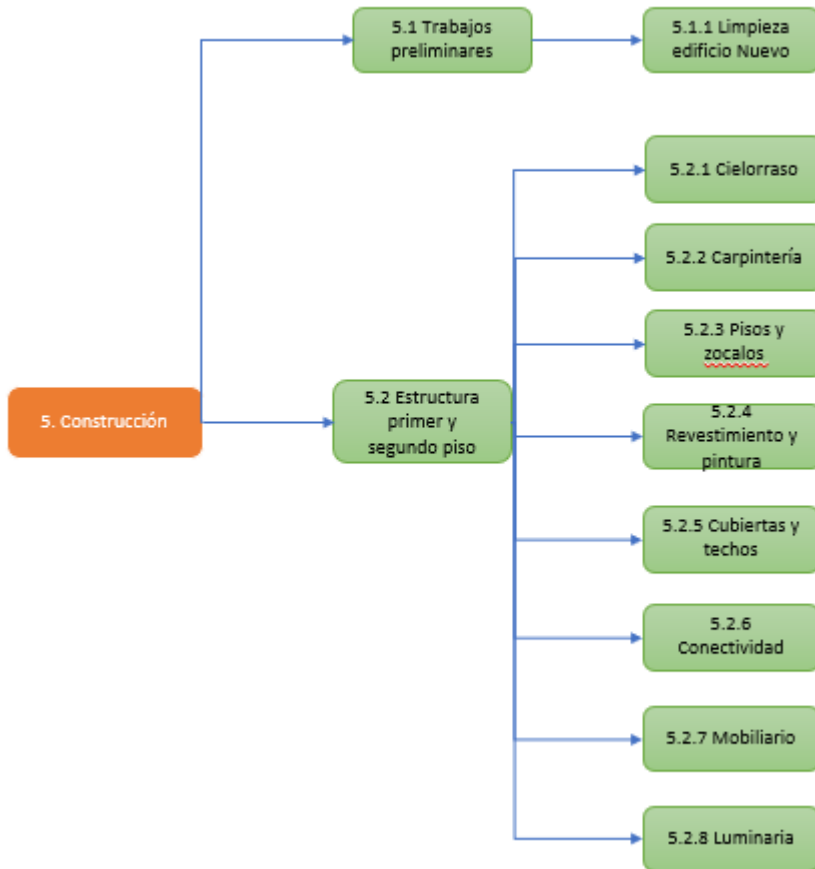 5.1 Trabajos
preliminares
5.1.1 Limpieza
edificio Nuevo
5.2.1 Cielorraso
5.2.2 Carpintería
5.2.3 Pisos y
zocalos
5. Construcción
5.2 Estructura
primer y
segundo piso
5.2.4
Revestimiento y
pintura
5.2.5 Cubiertas y
techos
5.2.6
Conectividad
5.2.7 Mobiliario
5.2.8 Luminaria